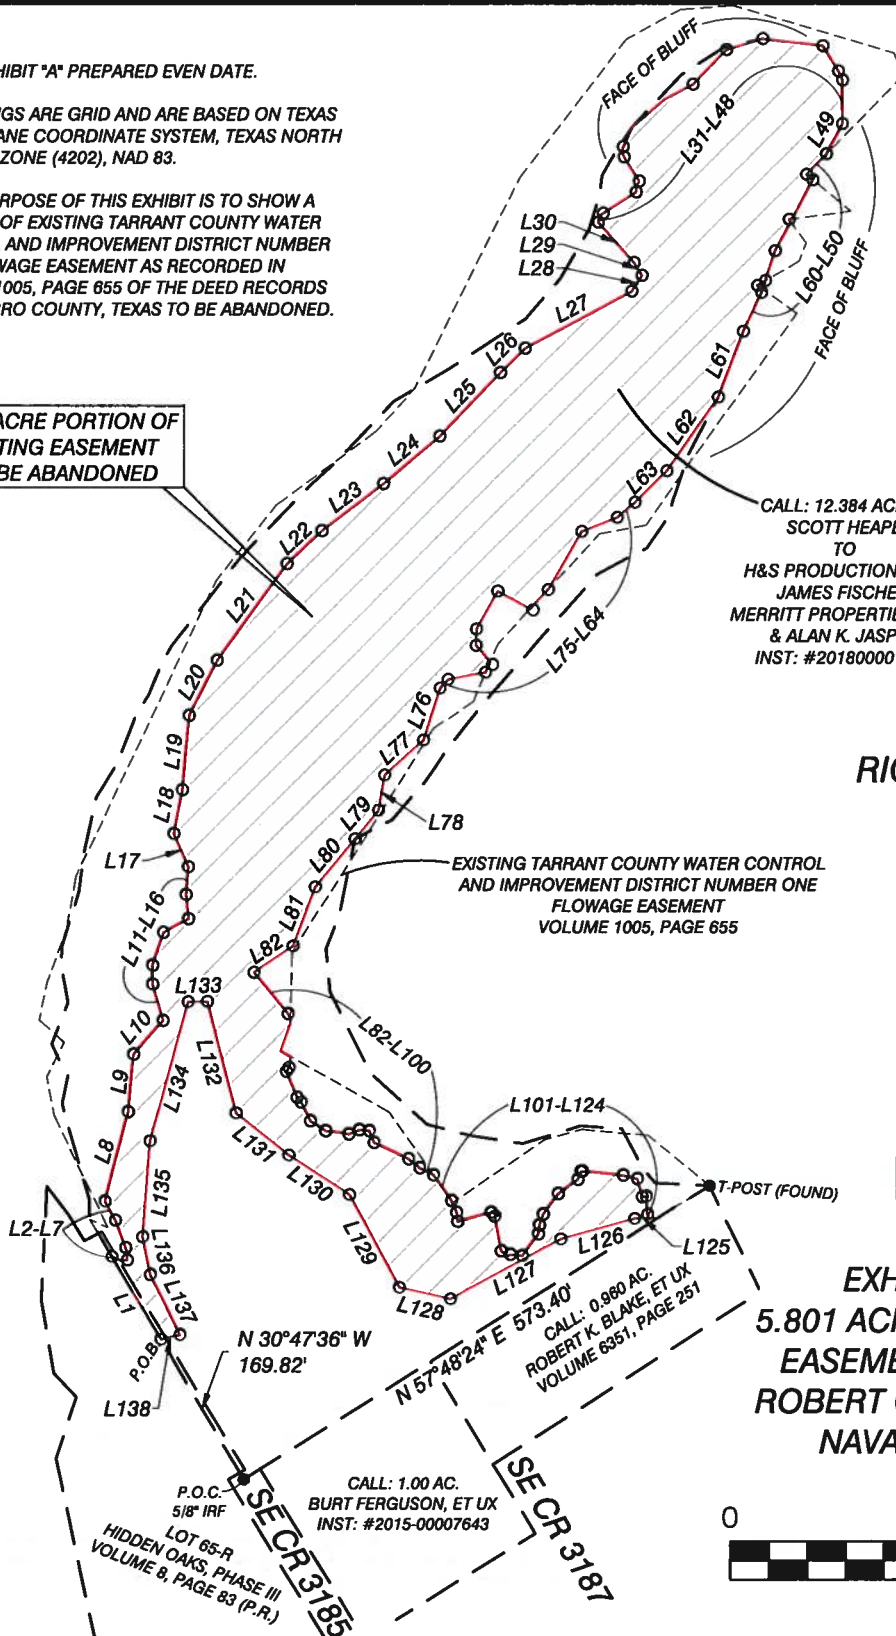 HIBIT "A" PREPARED EVEN DATE.
NGS ARE GRID AND ARE BASED ON TEXAS
ANE COORDINATE SYSTEM, TEXAS NORTH
ZONE (4202), NAD 83.
RPOSE OF THIS EXHIBIT IS TO SHOW A
OF EXISTING TARRANT COUNTY WATER
AND IMPROVEMENT DISTRICT NUMBER
WAGE EASEMENT AS RECORDED IN
1005, PAGE 655 OF THE DEED RECORDS
RRO COUNTY, TEXAS TO BE ABANDONED.
ACRE PORTION OF
TING EASEMENT
BE ABANDONED
FACE OF BLUFF
L31-L48
L49
L30
L29
L28
L27
L60-L50
FACE OF BLUFF
L26
L61
L25
L62
L24
L63
L23
L22
L21
CALL: 12.384 AC
SCOTT HEAPE
TO
H&S PRODUCTION
JAMES FISCHE
MERRITT PROPERTIE
& ALAN K. JASP
INST: #20180000
L75-L64
L20
L76
L19
L77
RIC
L18
L78
L79
L17
L80
EXISTING TARRANT COUNTY WATER CONTROL
AND IMPROVEMENT DISTRICT NUMBER ONE
FLOWAGE EASEMENT
VOLUME 1005, PAGE 655
L11-L16
L81
L82
L133
L10
L82-L100
L9
L134
L132
L101-L124
L8
L131
L130
T-POST (FOUND)
L2-L7
L135
L129
L126
L125
L136
L127
L1
L128
L137
P.O.B.
L138
N 30°47'36" W
169.82'
N 57°48'24" E 573.40'
CALL: 0.960 AC.
ROBERT K. BLAKE, ET UX
VOLUME 6351, PAGE 251
EXH
5.801 ACR
EASEME
ROBERT
NAVA
P.O.C.
5/8" IRF
LOT 65-R
HIDDEN OAKS, PHASE III
VOLUME 8, PAGE 83 (P.R.)
SE CR 3185
CALL: 1.00 AC.
BURT FERGUSON, ET UX
INST: #2015-00007643
SE CR 3187
0